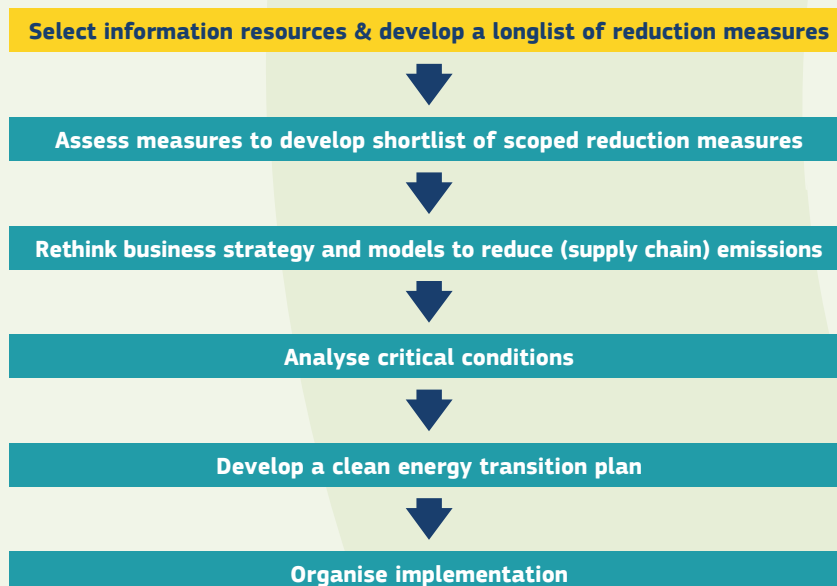 Select information resources & develop a longlist of reduction measures
Assess measures to develop shortlist of scoped reduction measures
Rethink business strategy and models to reduce (supply chain) emissions
Analyse critical conditions
Develop a clean energy transition plan
Organise implementation